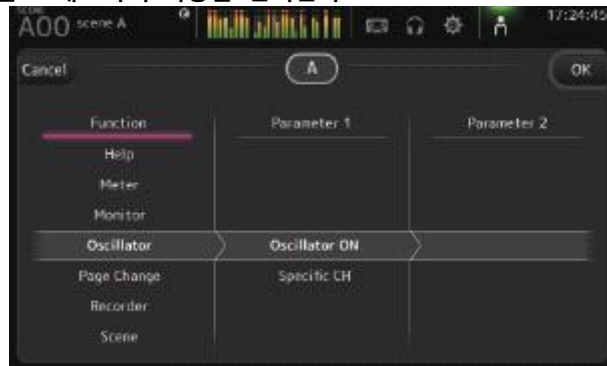 SCENE
A00 scene A
17:24:45
Cancel
A
OK
Function
Parameter 1
Parameter 2
Help
Meter
Monitor
Oscillator
Oscillator ON
Page Change
Specific CH
Recorder
Scene